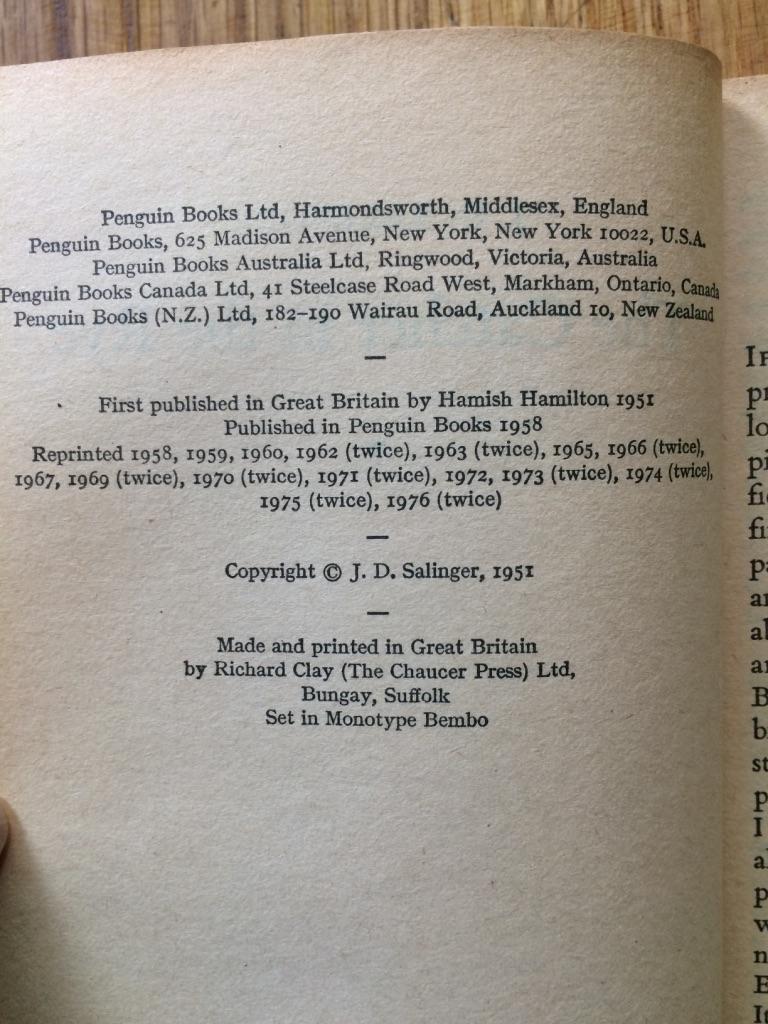 Penguin Books Ltd, Harmondsworth, Middlesex, England
Penguin Books, 625 Madison Avenue, New York, New York 10022, U.S.A.
Penguin Books Australia Ltd, Ringwood, Victoria, Australia
Penguin Books Canada Ltd, 41 Steelcase Road West, Markham, Ontario, Canada
Penguin Books (N.Z.) Ltd, 182–190 Wairau Road, Auckland 10, New Zealand
—
First published in Great Britain by Hamish Hamilton 1951
Published in Penguin Books 1958
Reprinted 1958, 1959, 1960, 1962 (twice), 1963 (twice), 1965, 1966 (twice),
1967, 1969 (twice), 1970 (twice), 1971 (twice), 1972, 1973 (twice), 1974 (twice),
1975 (twice), 1976 (twice)
—
Copyright © J. D. Salinger, 1951
—
Made and printed in Great Britain
by Richard Clay (The Chaucer Press) Ltd,
Bungay, Suffolk
Set in Monotype Bembo